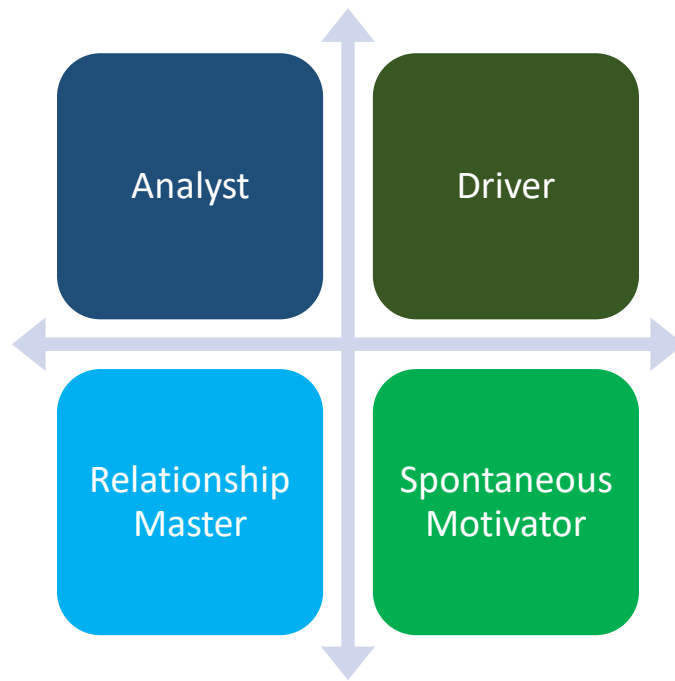 Analyst
Driver
Relationship
Master
Spontaneous
Motivator